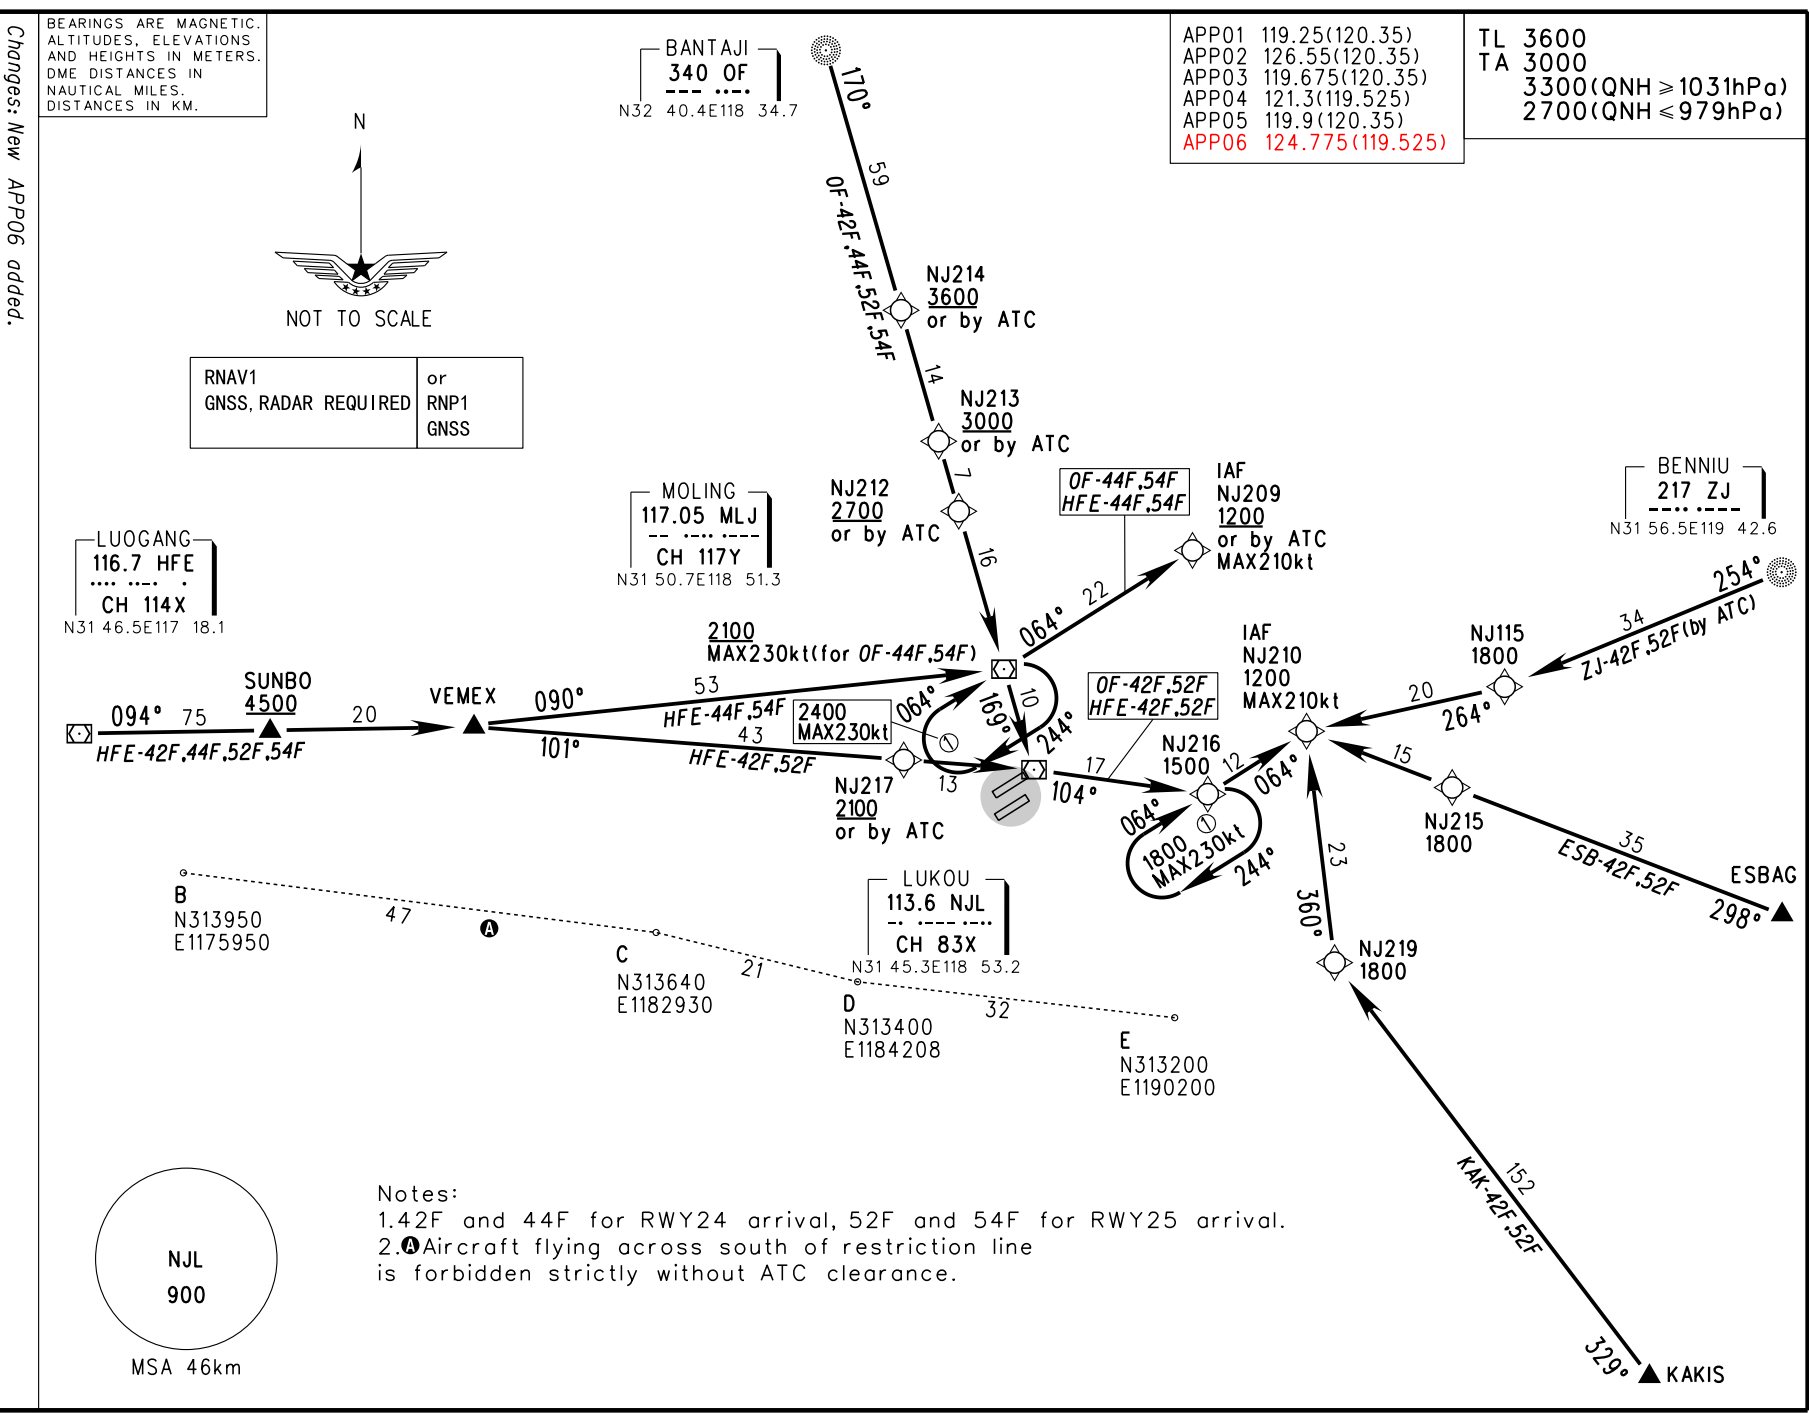 Changes: New APP06 added.
BEARINGS ARE MAGNETIC.
ALTITUDES, ELEVATIONS
AND HEIGHTS IN METERS.
DME DISTANCES IN
NAUTICAL MILES.
DISTANCES IN KM.
N
NOT TO SCALE
RNAV1
GNSS, RADAR REQUIRED
or
RNP1
GNSS
BANTAJI
340 OF
N32 40.4E118 34.7
APP01 119.25(120.35)
APP02 126.55(120.35)
APP03 119.675(120.35)
APP04 121.3(119.525)
APP05 119.9(120.35)
APP06 124.775(119.525)
TL 3600
TA 3000
3300(QNH ≥ 1031hPa)
2700(QNH ≤ 979hPa)
170°
59
OF-42F,44F,52F,54F
NJ214
3600
or by ATC
14
NJ213
3000
or by ATC
7
NJ212
2700
or by ATC
16
MOLING
117.05 MLJ
CH 117Y
N31 50.7E118 51.3
OF-44F,54F
HFE-44F,54F
IAF
NJ209
1200
or by ATC
MAX210kt
22
064°
BENNIU
217 ZJ
N31 56.5E119 42.6
254°
34
ZJ-42F,52F(by ATC)
NJ115
1800
20
264°
LUOGANG
116.7 HFE
CH 114X
N31 46.5E117 18.1
094°
75
HFE-42F,44F,52F,54F
SUNBO
4500
20
VEMEX
090°
53
HFE-44F,54F
101°
43
HFE-42F,52F
2100
MAX230kt(for OF-44F,54F)
2400
MAX230kt
064°
169°
10
244°
NJ217
2100
or by ATC
13
OF-42F,52F
HFE-42F,52F
17
104°
NJ216
1500
12
064°
IAF
NJ210
1200
MAX210kt
064°
1800
MAX230kt
244°
1
1
15
NJ215
1800
35
ESB-42F,52F
ESBAG
298°
23
360°
NJ219
1800
152
KAK-42F,52F
329°
KAKIS
LUKOU
113.6 NJL
CH 83X
N31 45.3E118 53.2
B
N313950
E1175950
47
A
C
N313640
E1182930
21
D
N313400
E1184208
32
E
N313200
E1190200
NJL
900
MSA 46km
Notes:
1.42F and 44F for RWY24 arrival, 52F and 54F for RWY25 arrival.
2.AAircraft flying across south of restriction line
is forbidden strictly without ATC clearance.